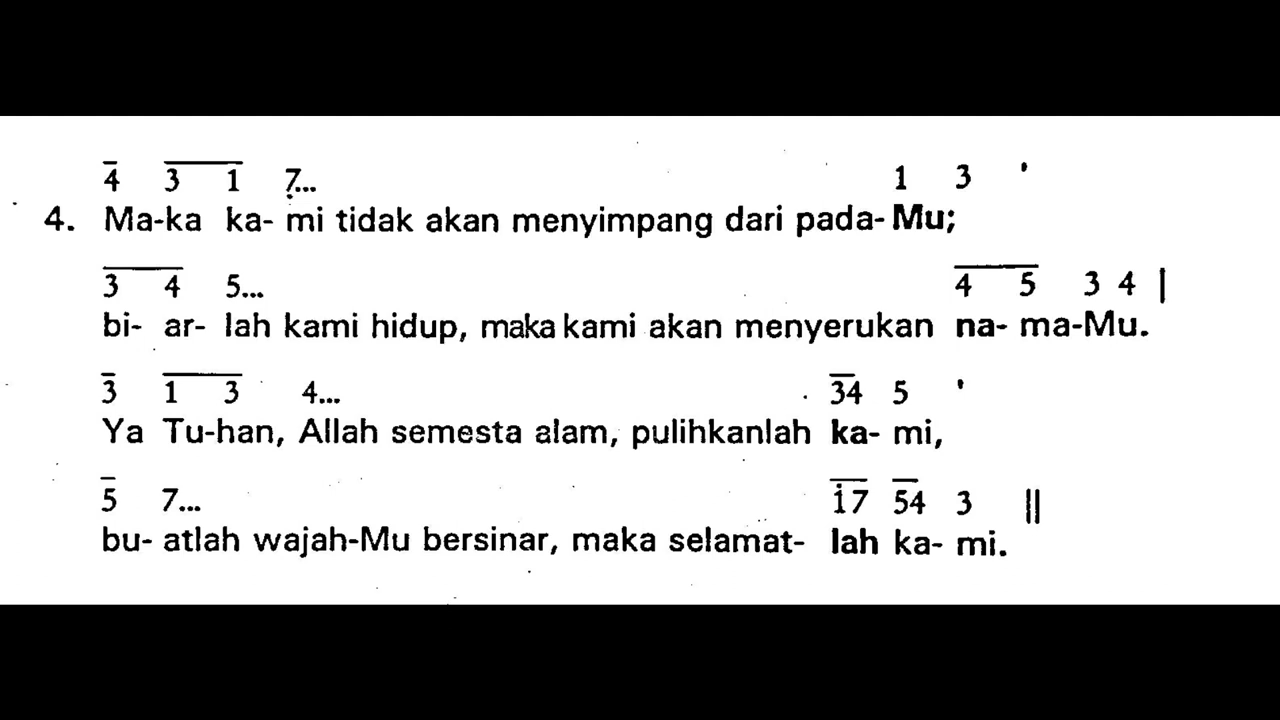 4̅ 3̅ ̅ 1̅ 7̣... 1 3 '
4. Ma-ka ka- mi tidak akan menyimpang dari pada- Mu;
3̅ ̅ 4̅ 5... 4̅ ̅ 5̅ 3 4 |
bi- ar- lah kami hidup, maka kami akan menyerukan na- ma-Mu.
3̅ 1̅ ̅ 3̅ 4... 3̅4̅ 5 '
Ya Tu-han, Allah semesta alam, pulihkanlah ka- mi,
5̅ 7... i̅7̅ 5̅4̅ 3 ||
bu- atlah wajah-Mu bersinar, maka selamat- lah ka- mi.